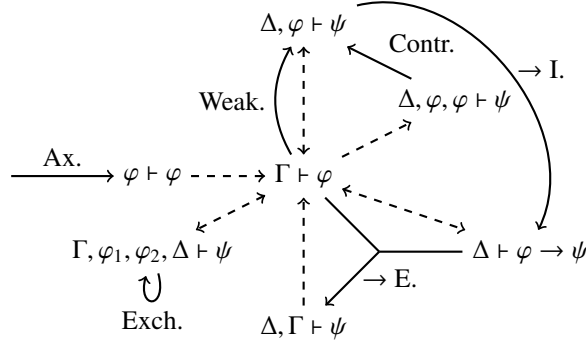 Δ, φ ⊢ ψ
Contr.
→ I.
Weak.
Δ, φ, φ ⊢ ψ
Ax.
φ ⊢ φ
Γ ⊢ φ
Γ, φ₁, φ₂, Δ ⊢ ψ
Δ ⊢ φ → ψ
→ E.
Exch.
Δ, Γ ⊢ ψ